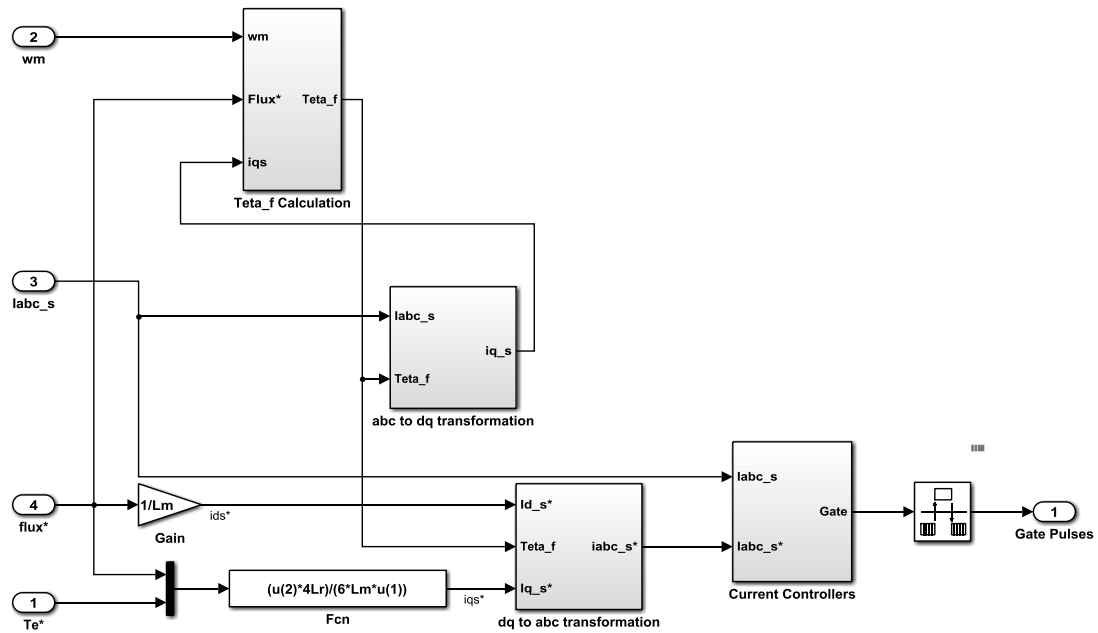 2
wm
wm
Flux*
Teta_f
iqs
Teta_f Calculation
3
Iabc_s
Iabc_s
iq_s
Teta_f
abc to dq transformation
4
flux*
1/Lm
ids*
Gain
Id_s*
Teta_f
iabc_s*
Iq_s*
dq to abc transformation
Iabc_s
Gate
Iabc_s*
Current Controllers
1
Gate Pulses
(u(2)*4Lr)/(6*Lm*u(1))
iqs*
Fcn
1
Te*